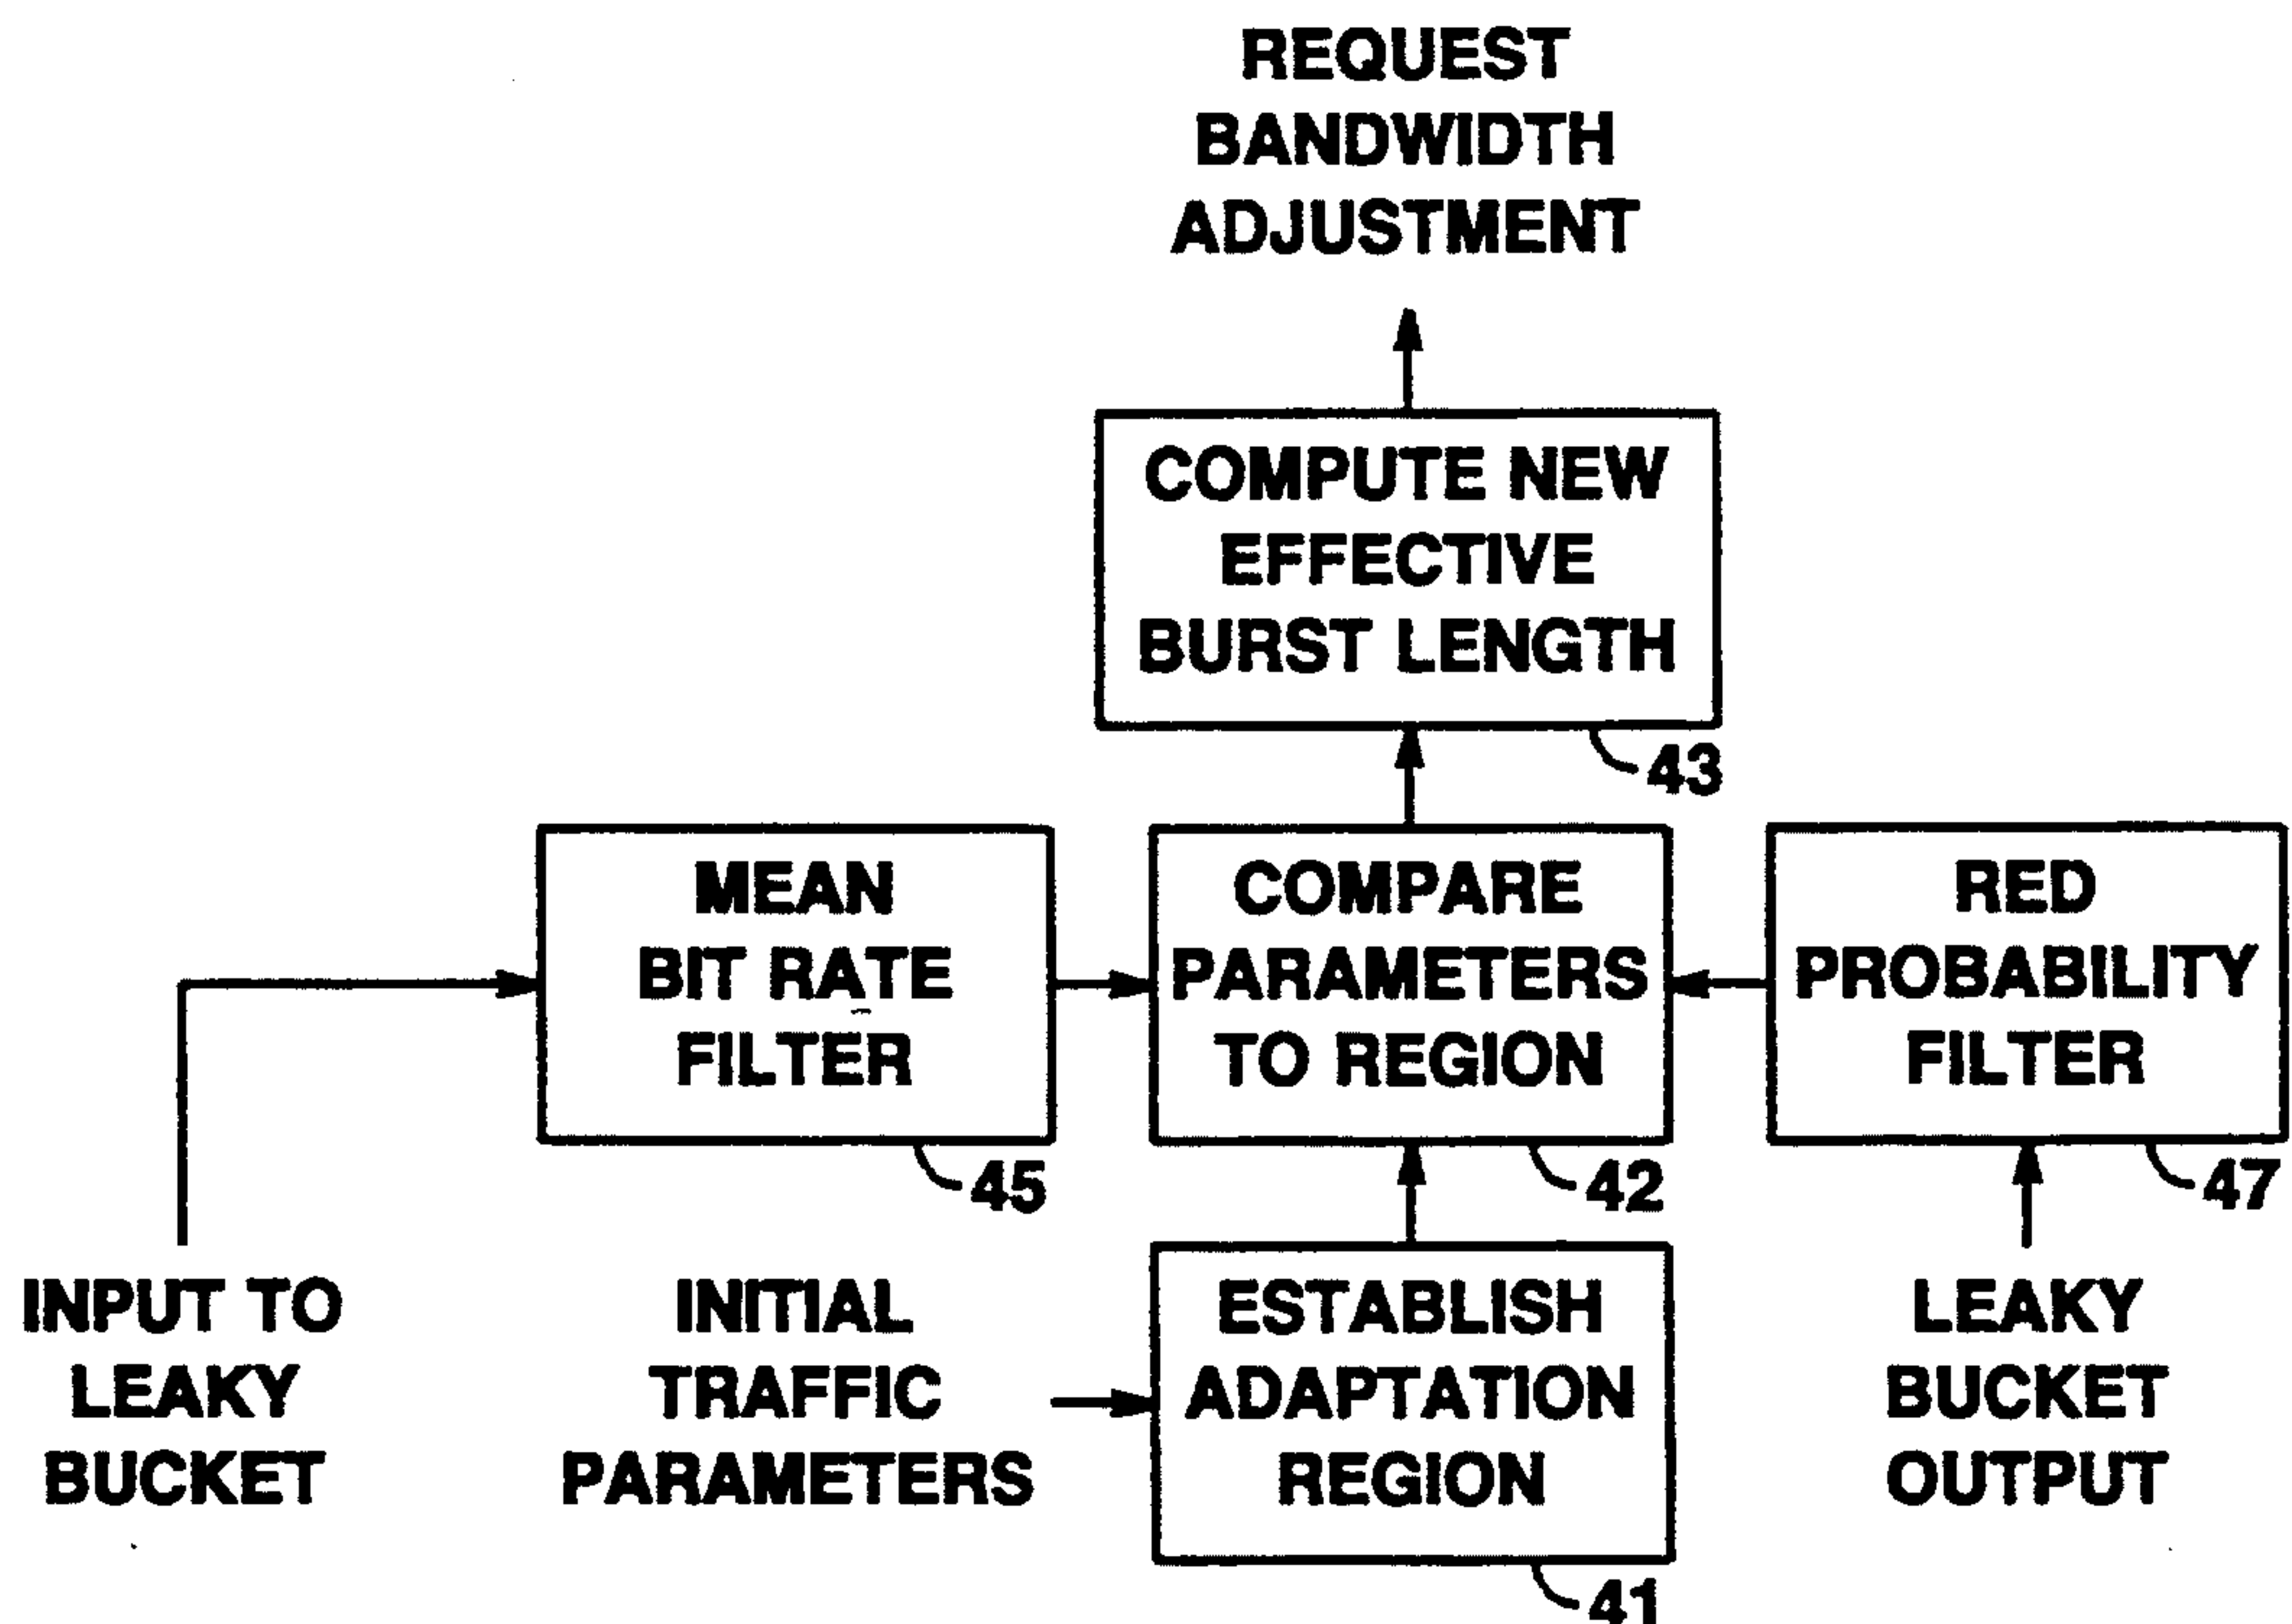 REQUEST
BANDWIDTH
ADJUSTMENT
COMPUTE NEW
EFFECTIVE
BURST LENGTH
43
MEAN
BIT RATE
FILTER
45
COMPARE
PARAMETERS
TO REGION
42
RED
PROBABILITY
FILTER
47
INPUT TO
LEAKY
BUCKET
INITIAL
TRAFFIC
PARAMETERS
ESTABLISH
ADAPTATION
REGION
41
LEAKY
BUCKET
OUTPUT